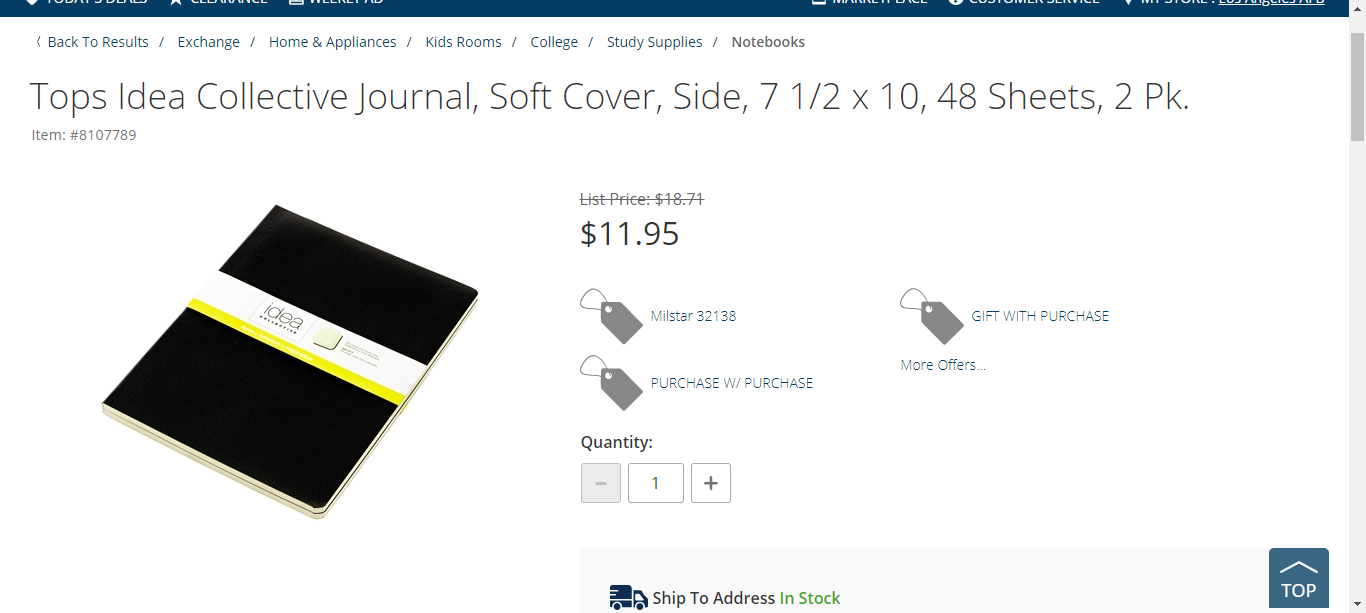 TODAY'S DEALS CLEARANCE WEEKLY AD MARKETPLACE CUSTOMER SERVICE MY STORE : Los Angeles AFB
〈 Back To Results / Exchange / Home & Appliances / Kids Rooms / College / Study Supplies / Notebooks
Tops Idea Collective Journal, Soft Cover, Side, 7 1/2 x 10, 48 Sheets, 2 Pk.
Item: #8107789
List Price: $18.71
$11.95
idea
COLLECTIVE
Milstar 32138
GIFT WITH PURCHASE
PURCHASE W/ PURCHASE
More Offers...
Quantity:
− 1 +
Ship To Address In Stock
TOP